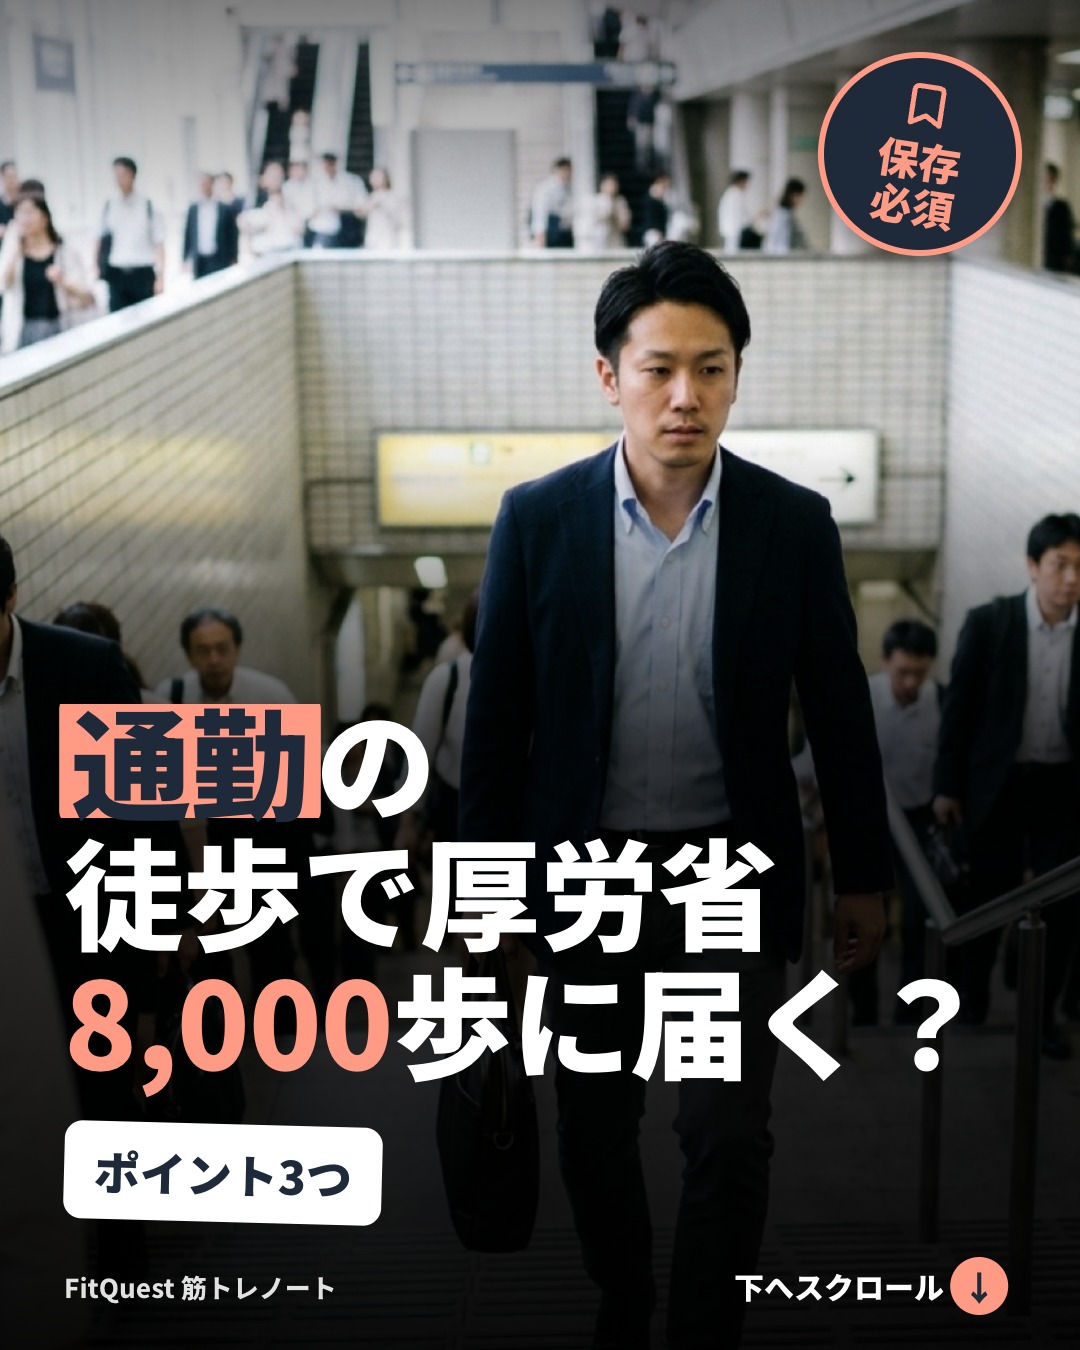 保存
必須
通勤の
徒歩で厚労省
8,000歩に届く？
ポイント3つ
FitQuest 筋トレノート
下へスクロール